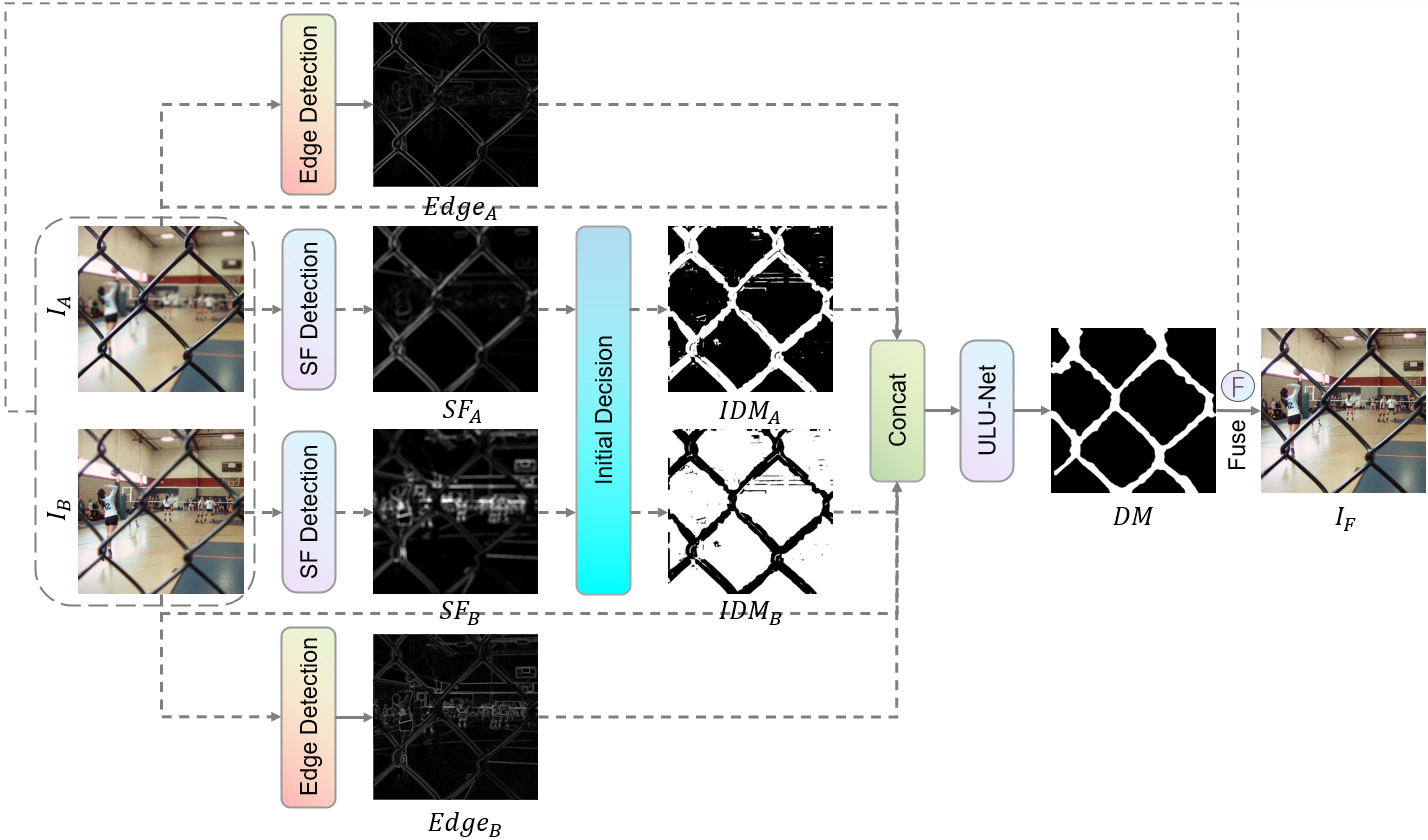 Edge Detection
Edge_A
I_A
SF Detection
SF_A
Initial Decision
IDM_A
I_B
SF Detection
SF_B
IDM_B
Concat
ULU-Net
DM
F
Fuse
I_F
Edge Detection
Edge_B